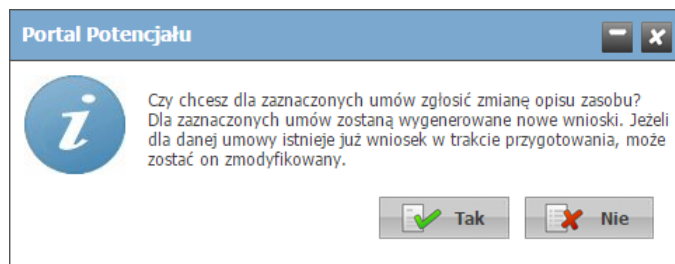 Portal Potencjału
Czy chcesz dla zaznaczonych umów zgłosić zmianę opisu zasobu?
Dla zaznaczonych umów zostaną wygenerowane nowe wnioski. Jeżeli
dla danej umowy istnieje już wniosek w trakcie przygotowania, może
zostać on zmodyfikowany.
Tak Nie